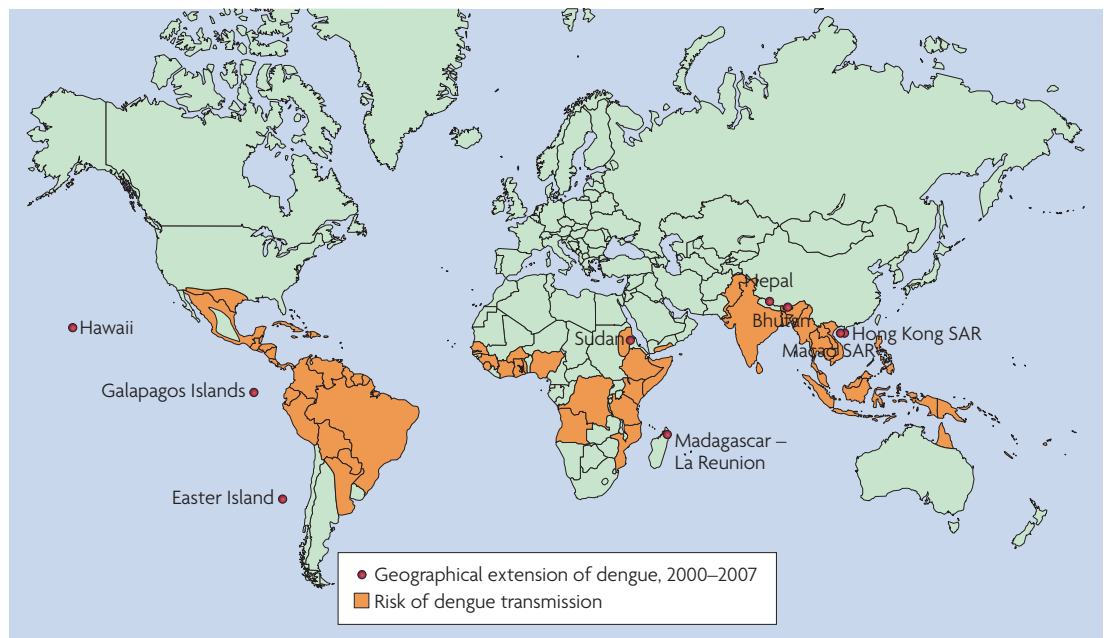 Nepal
Hawaii
Bhutan
Sudan
Hong Kong SAR
Macao SAR
Galapagos Islands
Madagascar –
La Reunion
Easter Island
Geographical extension of dengue, 2000–2007
Risk of dengue transmission